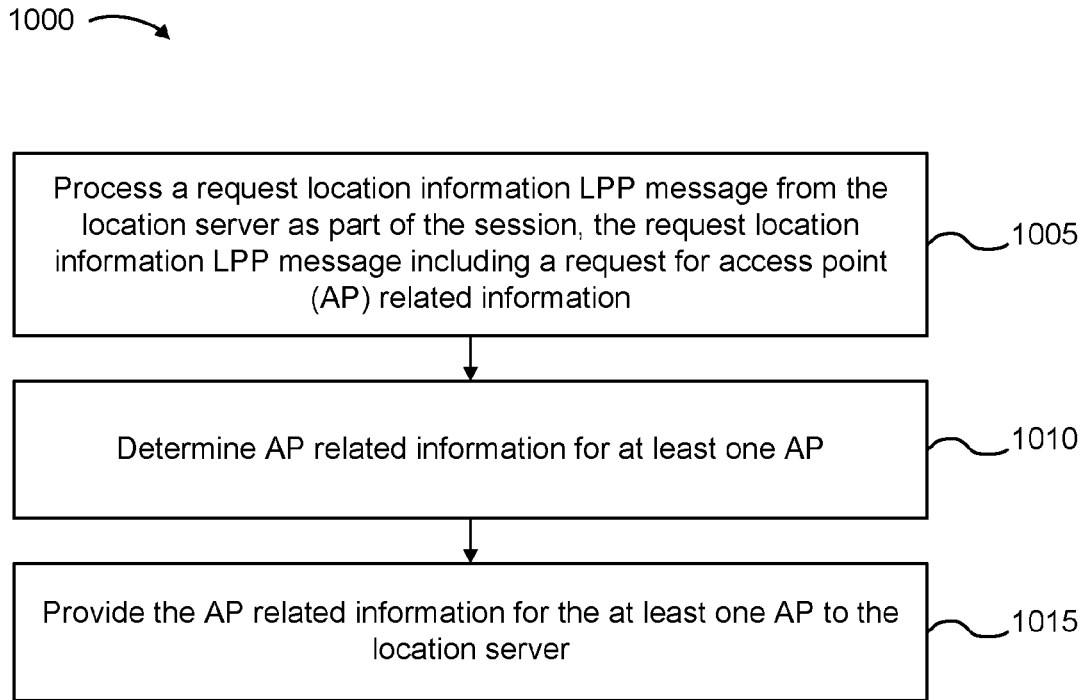 1000
Process a request location information LPP message from the
location server as part of the session, the request location
information LPP message including a request for access point
(AP) related information
1005
Determine AP related information for at least one AP
1010
Provide the AP related information for the at least one AP to the
location server
1015